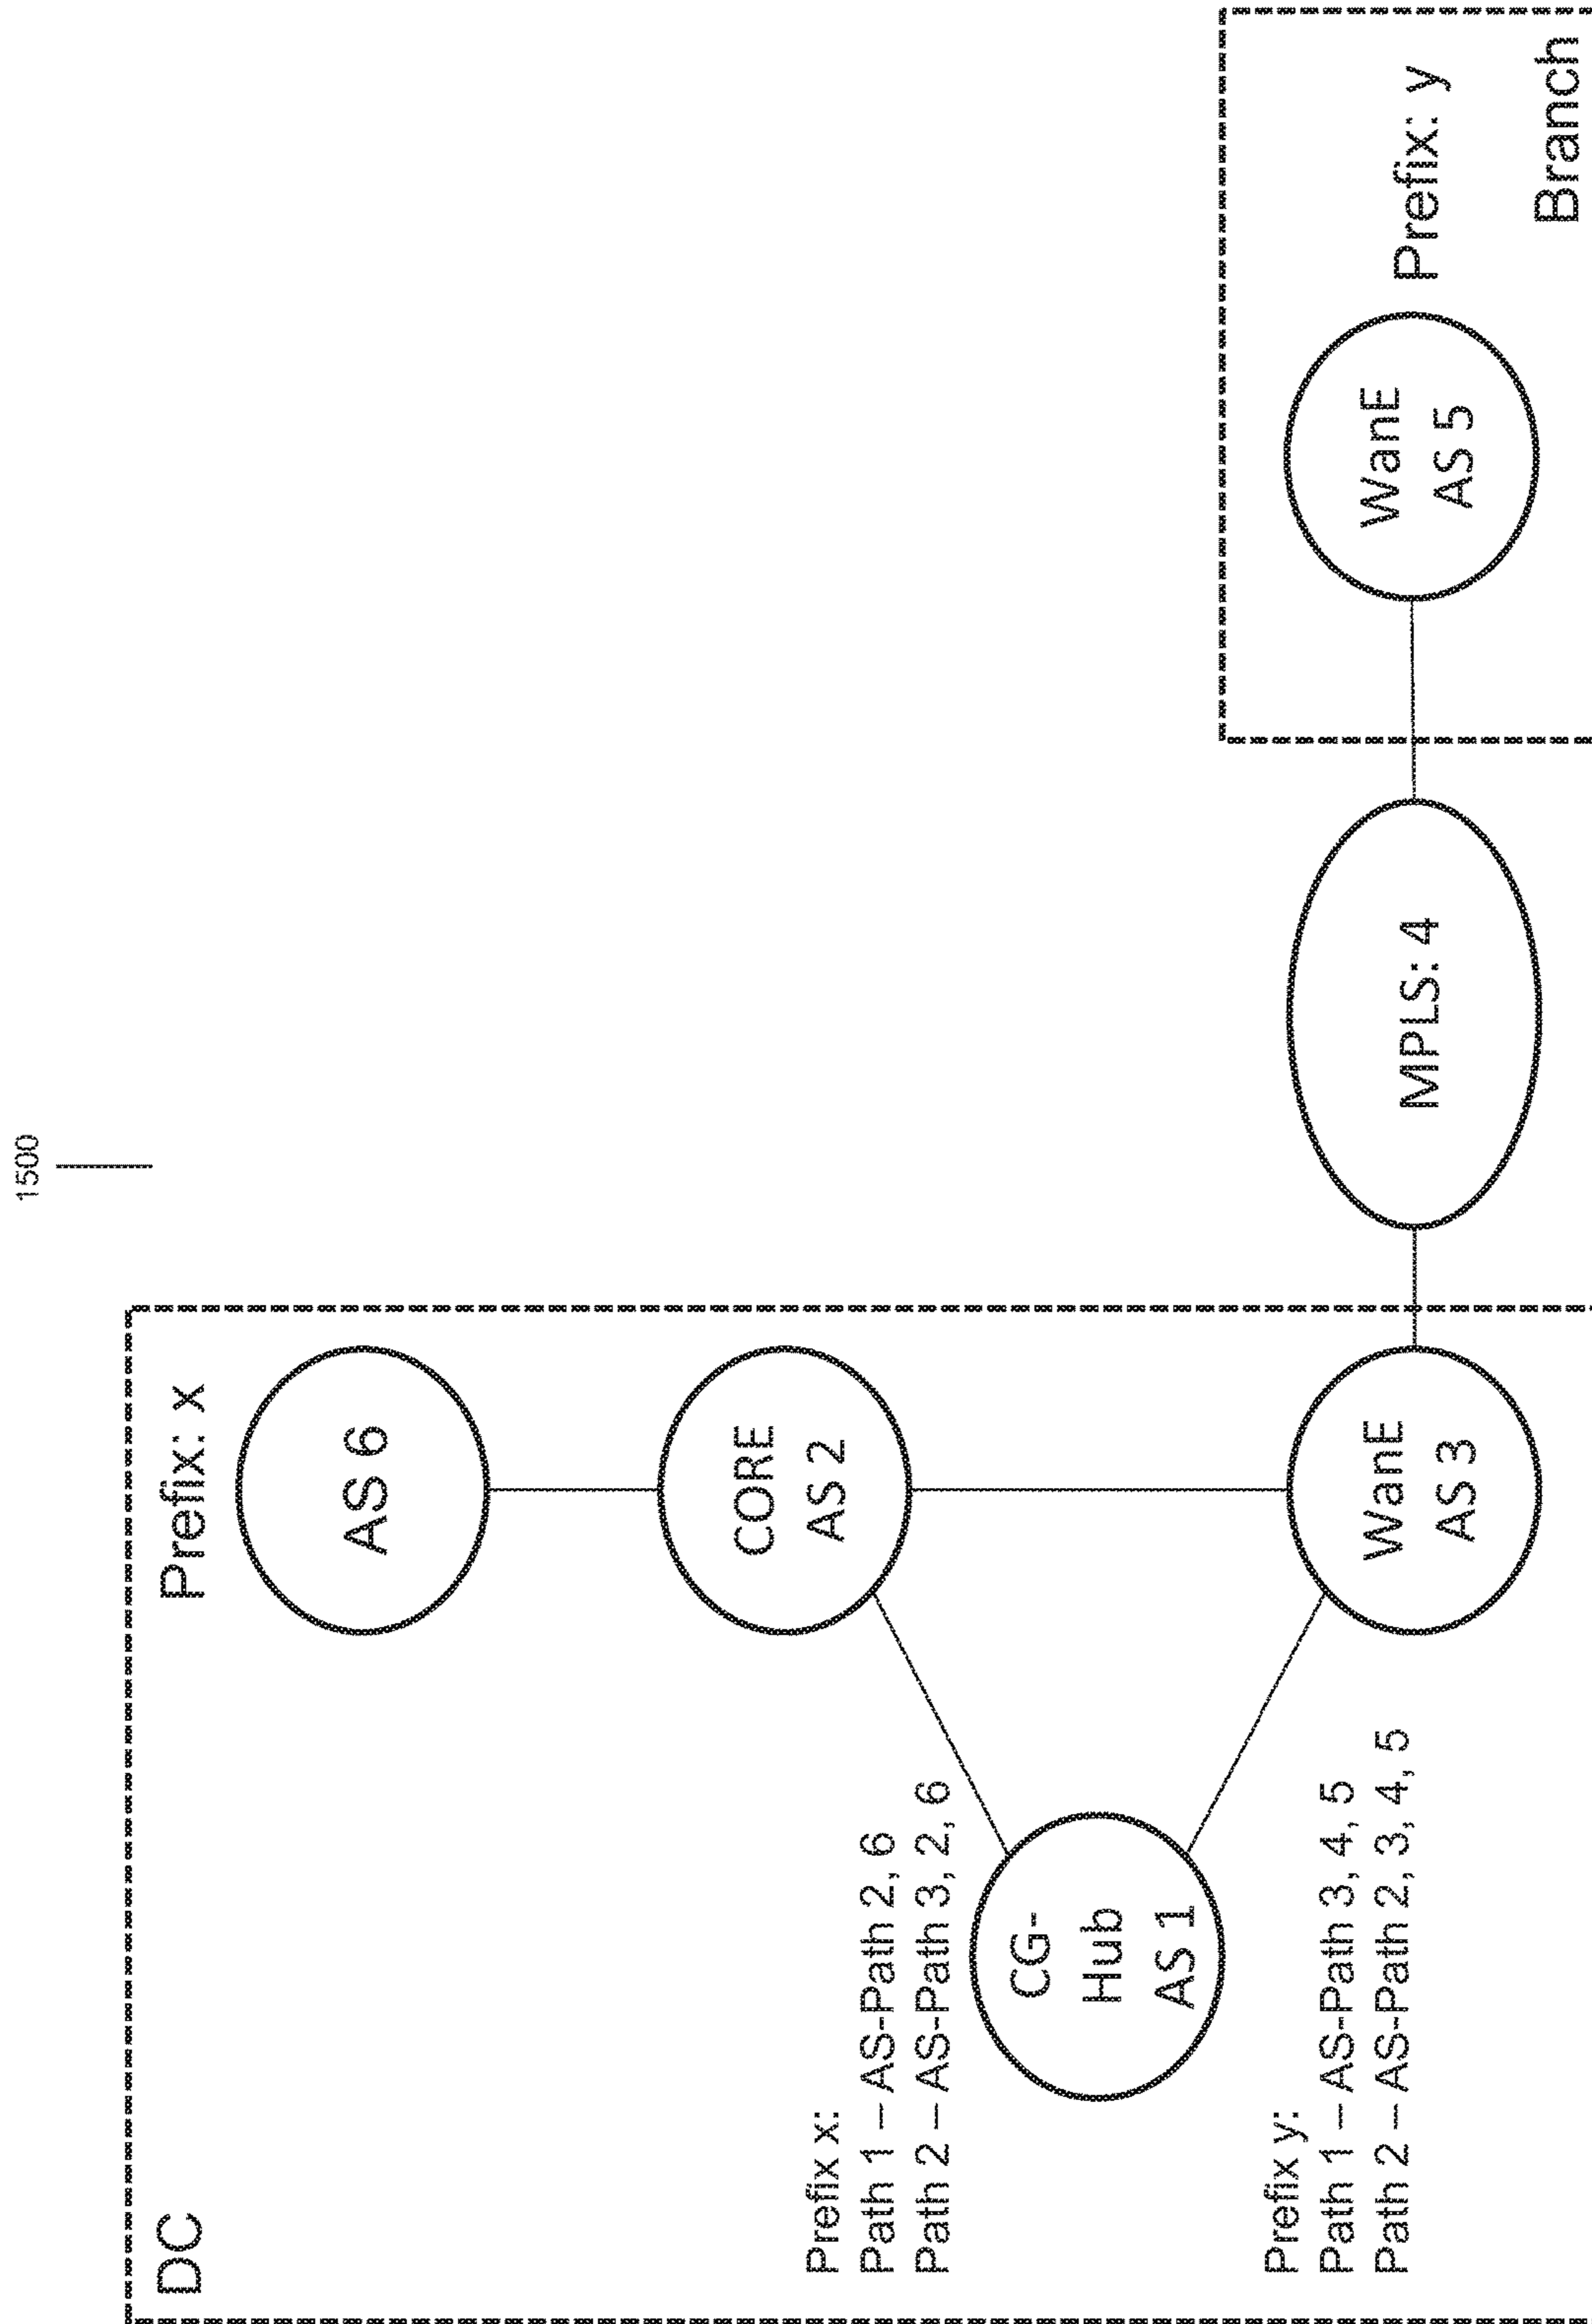 1500
DC
Prefix: x
AS 6
CORE
AS 2
Prefix x:
Path 1 – AS-Path 2, 6
Path 2 – AS-Path 3, 2, 6
CG-
Hub
AS 1
Prefix y:
Path 1 – AS-Path 3, 4, 5
Path 2 – AS-Path 2, 3, 4, 5
WanE
AS 3
MPLS: 4
WanE
AS 5
Prefix: y
Branch